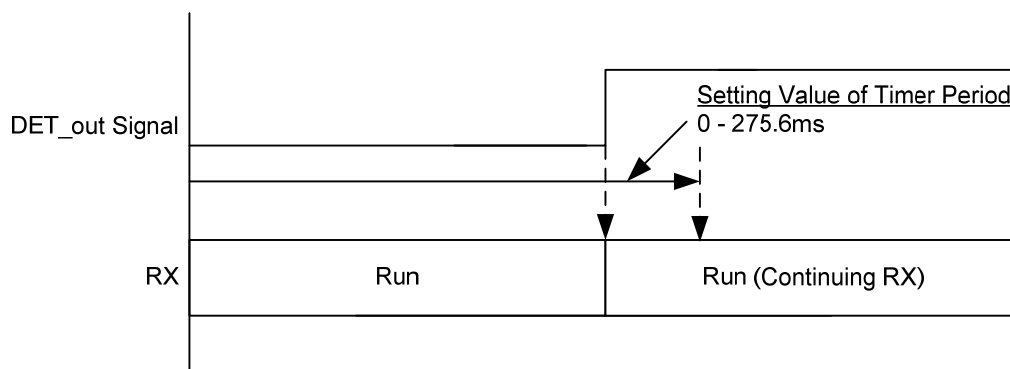 Setting Value of Timer Period
DET_out Signal
0 - 275.6ms
RX
Run
Run (Continuing RX)